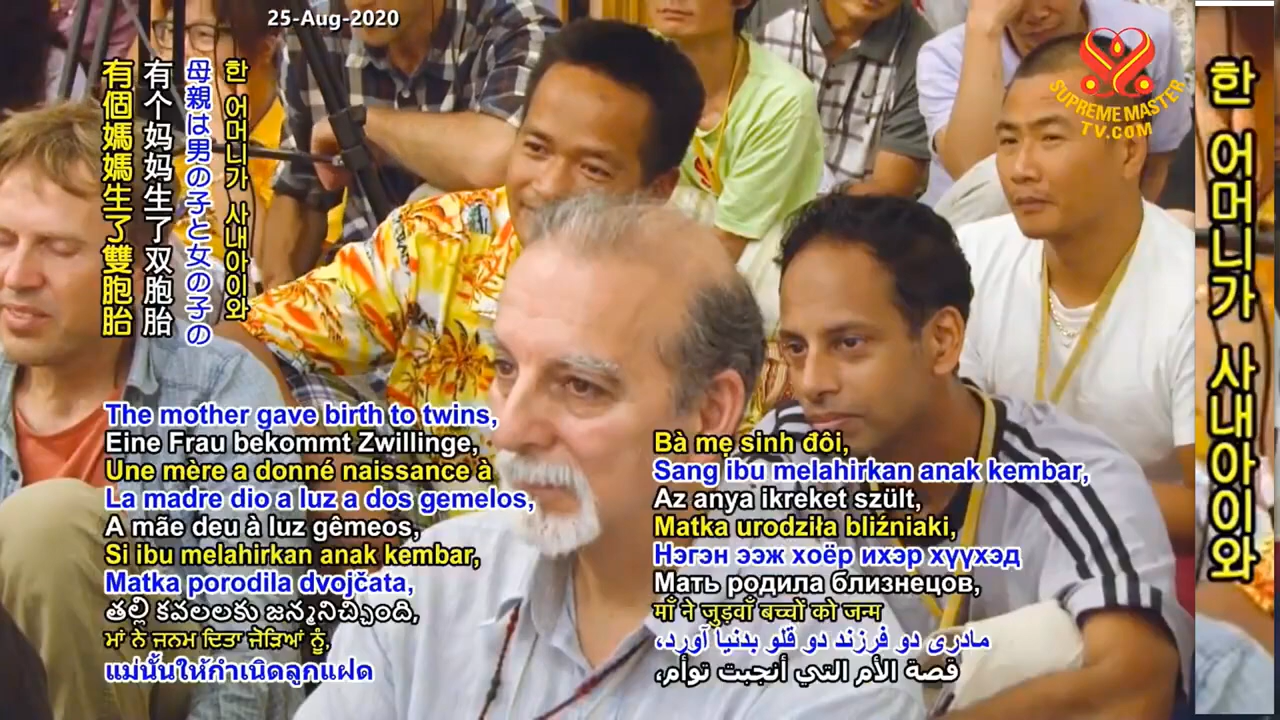 25-Aug-2020
SUPREME MASTER
TV.COM
한 어머니가 사내아이와
母親は男の子と女の子の
有个妈妈生了双胞胎
有個媽媽生了雙胞胎
The mother gave birth to twins,
Eine Frau bekommt Zwillinge,
Une mère a donné naissance à
La madre dio a luz a dos gemelos,
A mãe deu à luz gêmeos,
Si ibu melahirkan anak kembar,
Matka porodila dvojčata,
తల్లి కవలలకు జన్మనిచ్చింది,
ਮਾਂ ਨੇ ਜਨਮ ਦਿਤਾ ਜੋੜਿਆਂ ਨੂੰ,
แม่นั้นให้กำเนิดลูกแฝด
Bà mẹ sinh đôi,
Sang ibu melahirkan anak kembar,
Az anya ikreket szült,
Matka urodziła bliźniaki,
Нэгэн ээж хоёр ихэр хүүхэд
Мать родила близнецов,
माँ ने जुड़वाँ बच्चों को जन्म
مادری دو فرزند دو قلو بدنیا آورد،
قصة الأم التي أنجبت توأم،
한 어머니가 사내아이와